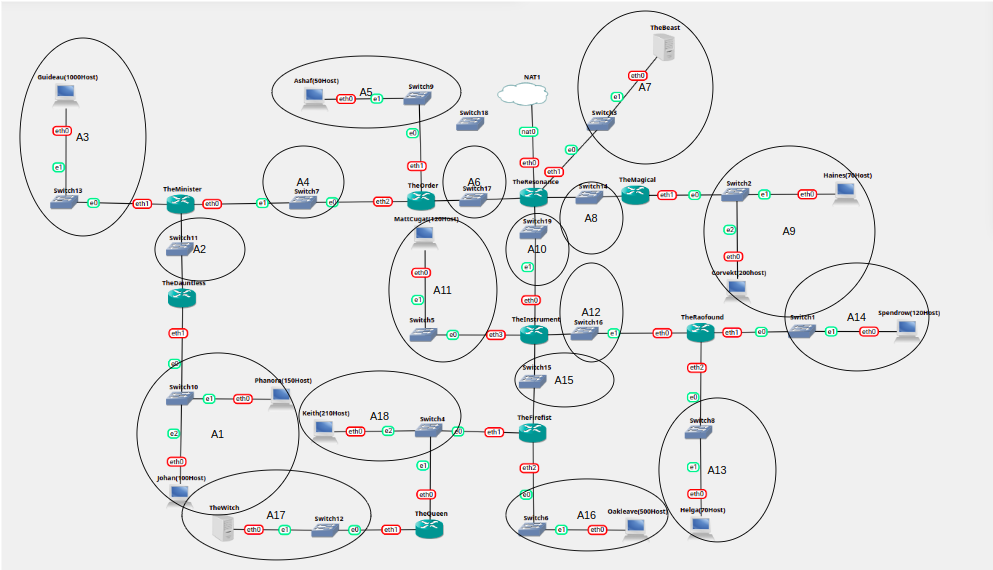 TheBeast
Guideau(1000Host)
eth0
NAT1
Ashaf(50Host)
A5
Switch9
eth0
e1
A7
e1
Switch18
Switch3
eth0
A3
nat0
e0
eth1
e0
e1
A4
eth1
A6
eth0
eth1
Switch2
Haines(70Host)
Switch13
TheMinister
Switch7
TheOrder
Switch17
TheResonance
Switch14
TheMagical
eth1
e0
e1
eth0
e0
eth1
eth0
e1
e0
eth2
MattCugat(120Host)
A8
Switch11
A2
Switch19
e2
A9
A10
eth0
TheDauntless
eth0
e1
Corvekt(200host)
A11
e1
eth0
A12
A14
Spendrow(120Host)
eth1
Switch5
e0
eth3
TheInstrument
Switch16
e1
eth0
TheRaofound
eth1
e0
Switch1
e1
eth0
e0
Switch15
A15
eth2
Phanora(150Host)
Switch10
e1
eth0
e0
Keith(210Host)
A18
Switch4
TheFirefist
Switch8
e2
A1
eth0
e2
e0
eth1
eth0
e1
eth2
e1
A13
Johan(100Host)
eth0
e0
eth0
TheWitch
A17
Switch12
TheQueen
Switch6
A16
Oakleave(500Host)
Helga(20Host)
eth0
e1
e0
eth1
e1
eth0